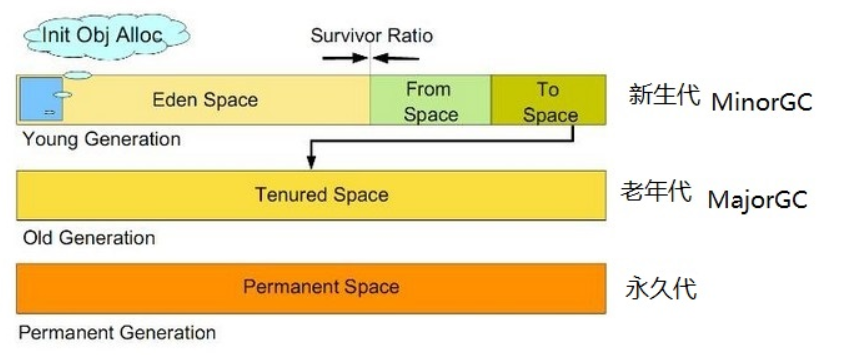 Init Obj Alloc
Survivor Ratio
Eden Space
From
Space
To
Space
新生代 MinorGC
Young Generation
Tenured Space
老年代 MajorGC
Old Generation
Permanent Space
永久代
Permanent Generation